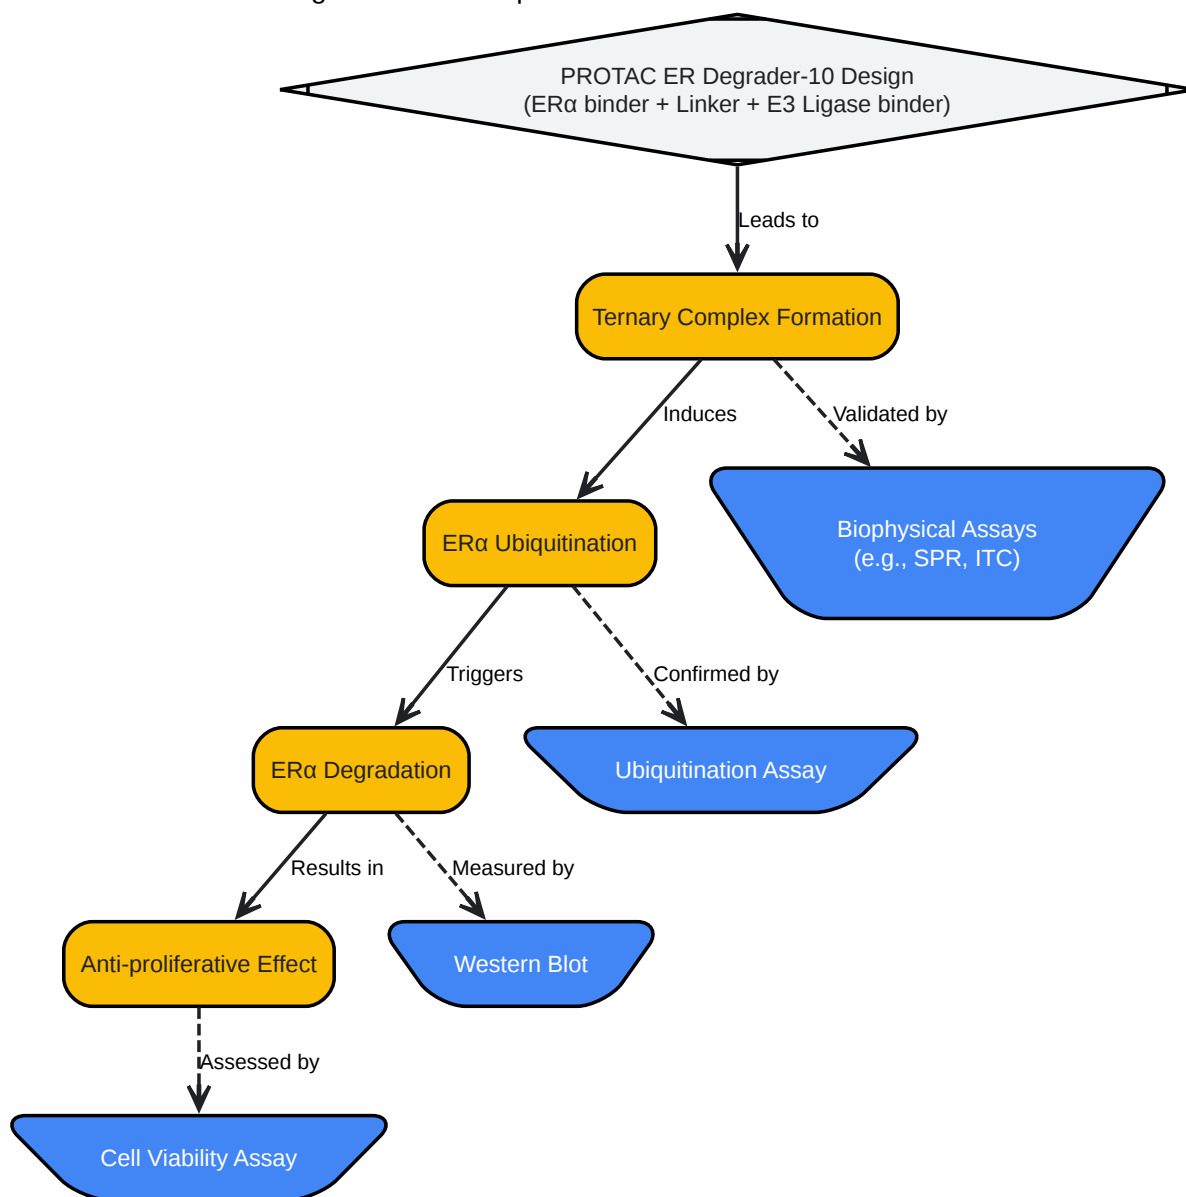 PROTAC ER Degrader-10 Design
(ERα binder + Linker + E3 Ligase binder)
Leads to
Ternary Complex Formation
Induces
Validated by
Biophysical Assays
(e.g., SPR, ITC)
ERα Ubiquitination
Triggers
Confirmed by
ERα Degradation
Ubiquitination Assay
Results in
Measured by
Anti-proliferative Effect
Western Blot
Assessed by
Cell Viability Assay